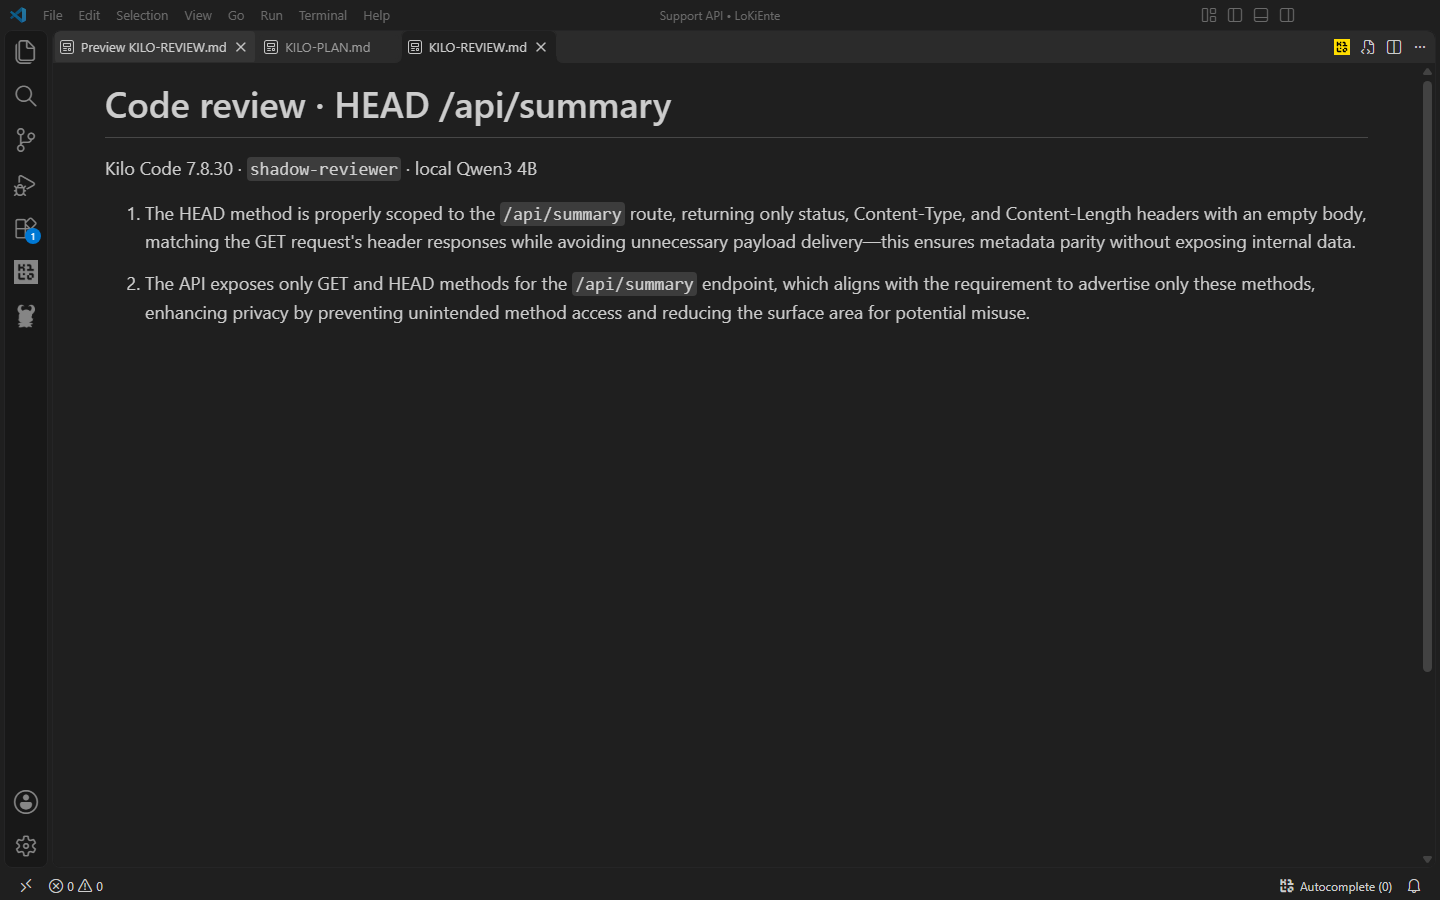 File Edit Selection View Go Run Terminal Help
Support API • LoKiEnte
Preview KILO-REVIEW.md
KILO-PLAN.md
KILO-REVIEW.md
Code review · HEAD /api/summary
Kilo Code 7.8.30 · shadow-reviewer · local Qwen3 4B
1. The HEAD method is properly scoped to the /api/summary route, returning only status, Content-Type, and Content-Length headers with an empty body,
matching the GET request's header responses while avoiding unnecessary payload delivery—this ensures metadata parity without exposing internal data.
2. The API exposes only GET and HEAD methods for the /api/summary endpoint, which aligns with the requirement to advertise only these methods,
enhancing privacy by preventing unintended method access and reducing the surface area for potential misuse.
1
0 0
Autocomplete (0)